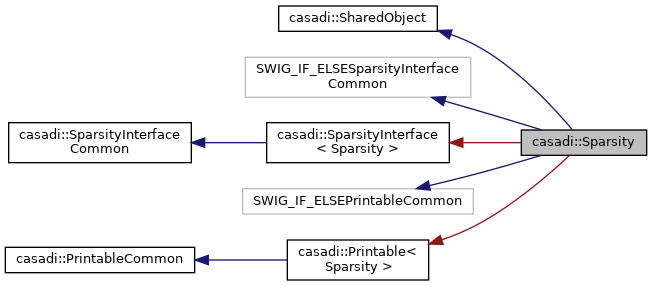 casadi::SharedObject
SWIG_IF_ELSESparsityInterface
Common
casadi::SparsityInterface
Common
casadi::SparsityInterface
< Sparsity >
casadi::Sparsity
SWIG_IF_ELSEPrintableCommon
casadi::PrintableCommon
casadi::Printable<
Sparsity >